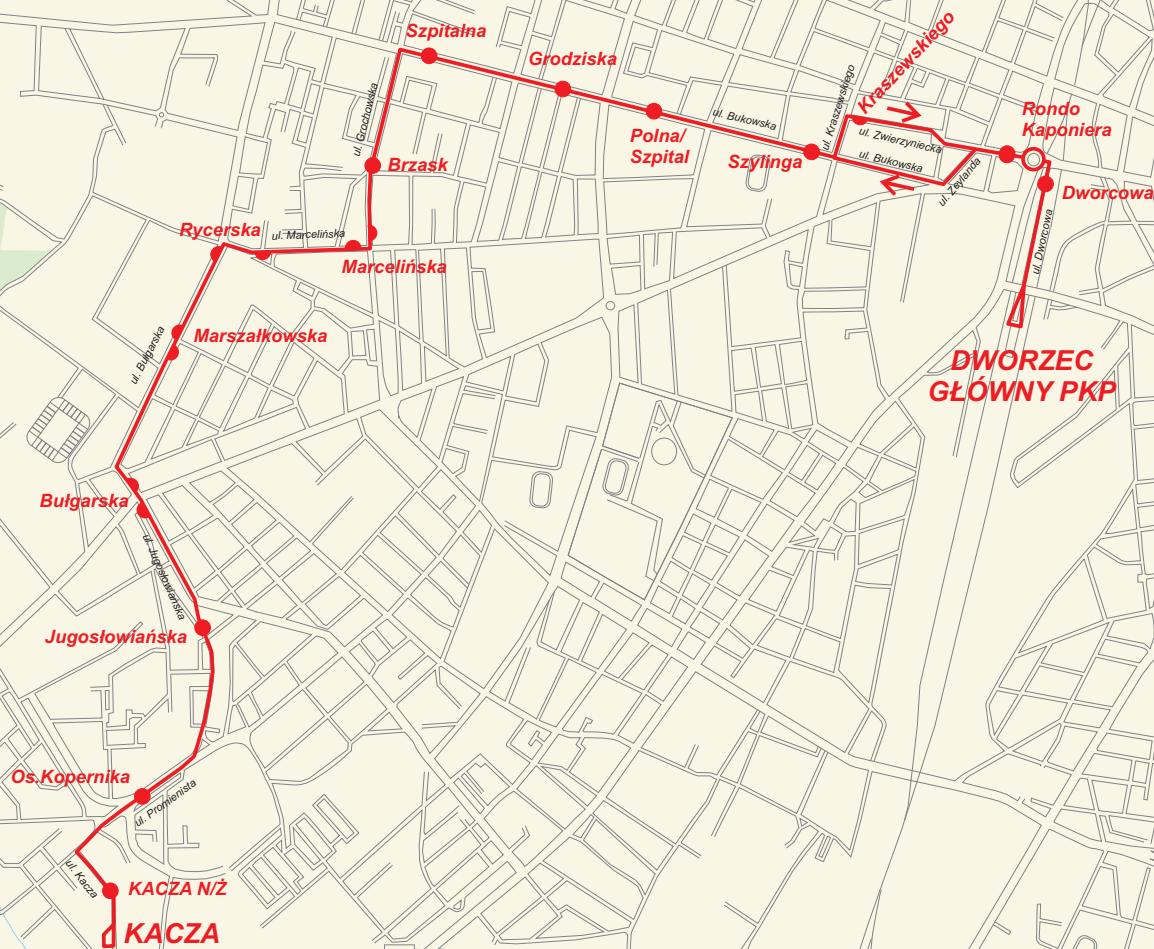 Szpitalna
Grodziska
Kraszewskiego
ul. Grochowska
ul. Kraszewskiego
ul. Bukowska
Rondo
Kaponiera
Polna/
Szpital
Szylinga
ul. Zwierzyniecka
ul. Bukowska
ul. Zeylanda
Brzask
Dworcowa
ul. Dworcowa
Rycerska
ul. Marcelińska
Marcelińska
ul. Bułgarska
Marszałkowska
DWORZEC
GŁÓWNY PKP
Bułgarska
ul. Jugosłowiańska
Jugosłowiańska
Os.Kopernika
ul. Promienista
ul. Kacza
KACZA N/Ż
KACZA